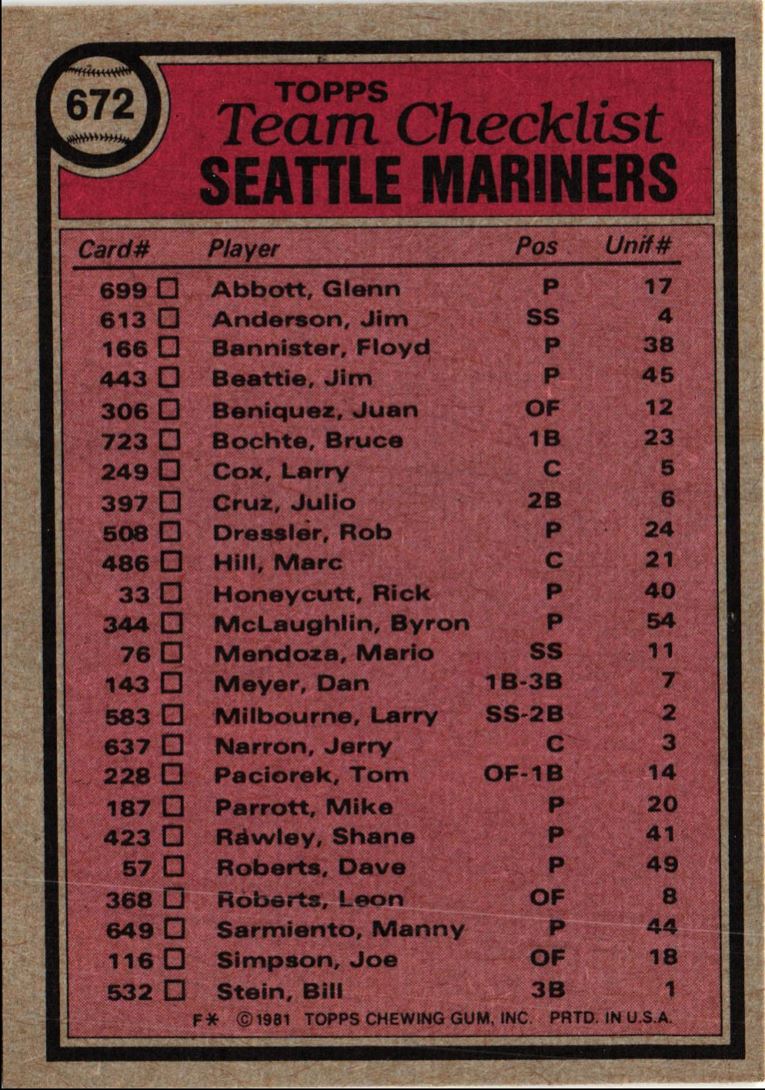 672
TOPPS
Team Checklist
SEATTLE MARINERS
Card# Player Pos Unif#
699 Abbott, Glenn P 17
613 Anderson, Jim SS 4
166 Bannister, Floyd P 38
443 Beattie, Jim P 45
306 Beniquez, Juan OF 12
723 Bochte, Bruce 1B 23
249 Cox, Larry C 5
397 Cruz, Julio 2B 6
508 Dressler, Rob P 24
486 Hill, Marc C 21
33 Honeycutt, Rick P 40
344 McLaughlin, Byron P 54
76 Mendoza, Mario SS 11
143 Meyer, Dan 1B-3B 7
583 Milbourne, Larry SS-2B 2
637 Narron, Jerry C 3
228 Paciorek, Tom OF-1B 14
187 Parrott, Mike P 20
423 Rawley, Shane P 41
57 Roberts, Dave P 49
368 Roberts, Leon OF 8
649 Sarmiento, Manny P 44
116 Simpson, Joe OF 18
532 Stein, Bill 3B 1
F* ©1981 TOPPS CHEWING GUM, INC. PRTD. IN U.S.A.